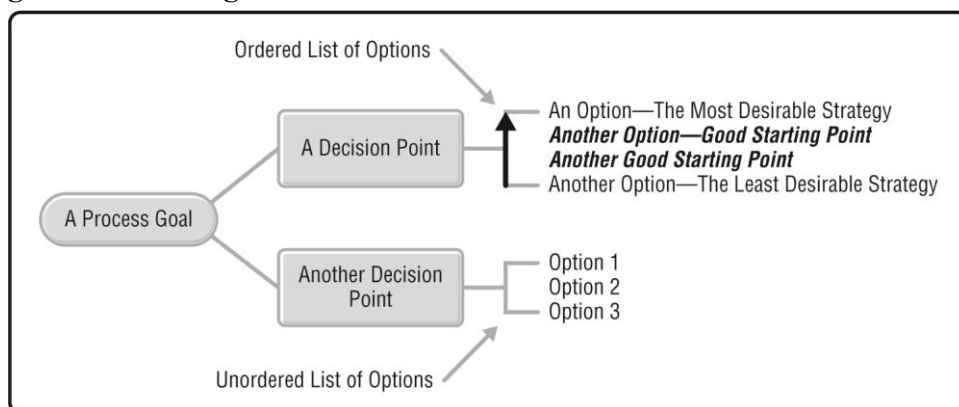 Ordered List of Options
An Option—The Most Desirable Strategy
Another Option—Good Starting Point
Another Good Starting Point
Another Option—The Least Desirable Strategy
A Decision Point
A Process Goal
Another Decision
Point
Option 1
Option 2
Option 3
Unordered List of Options